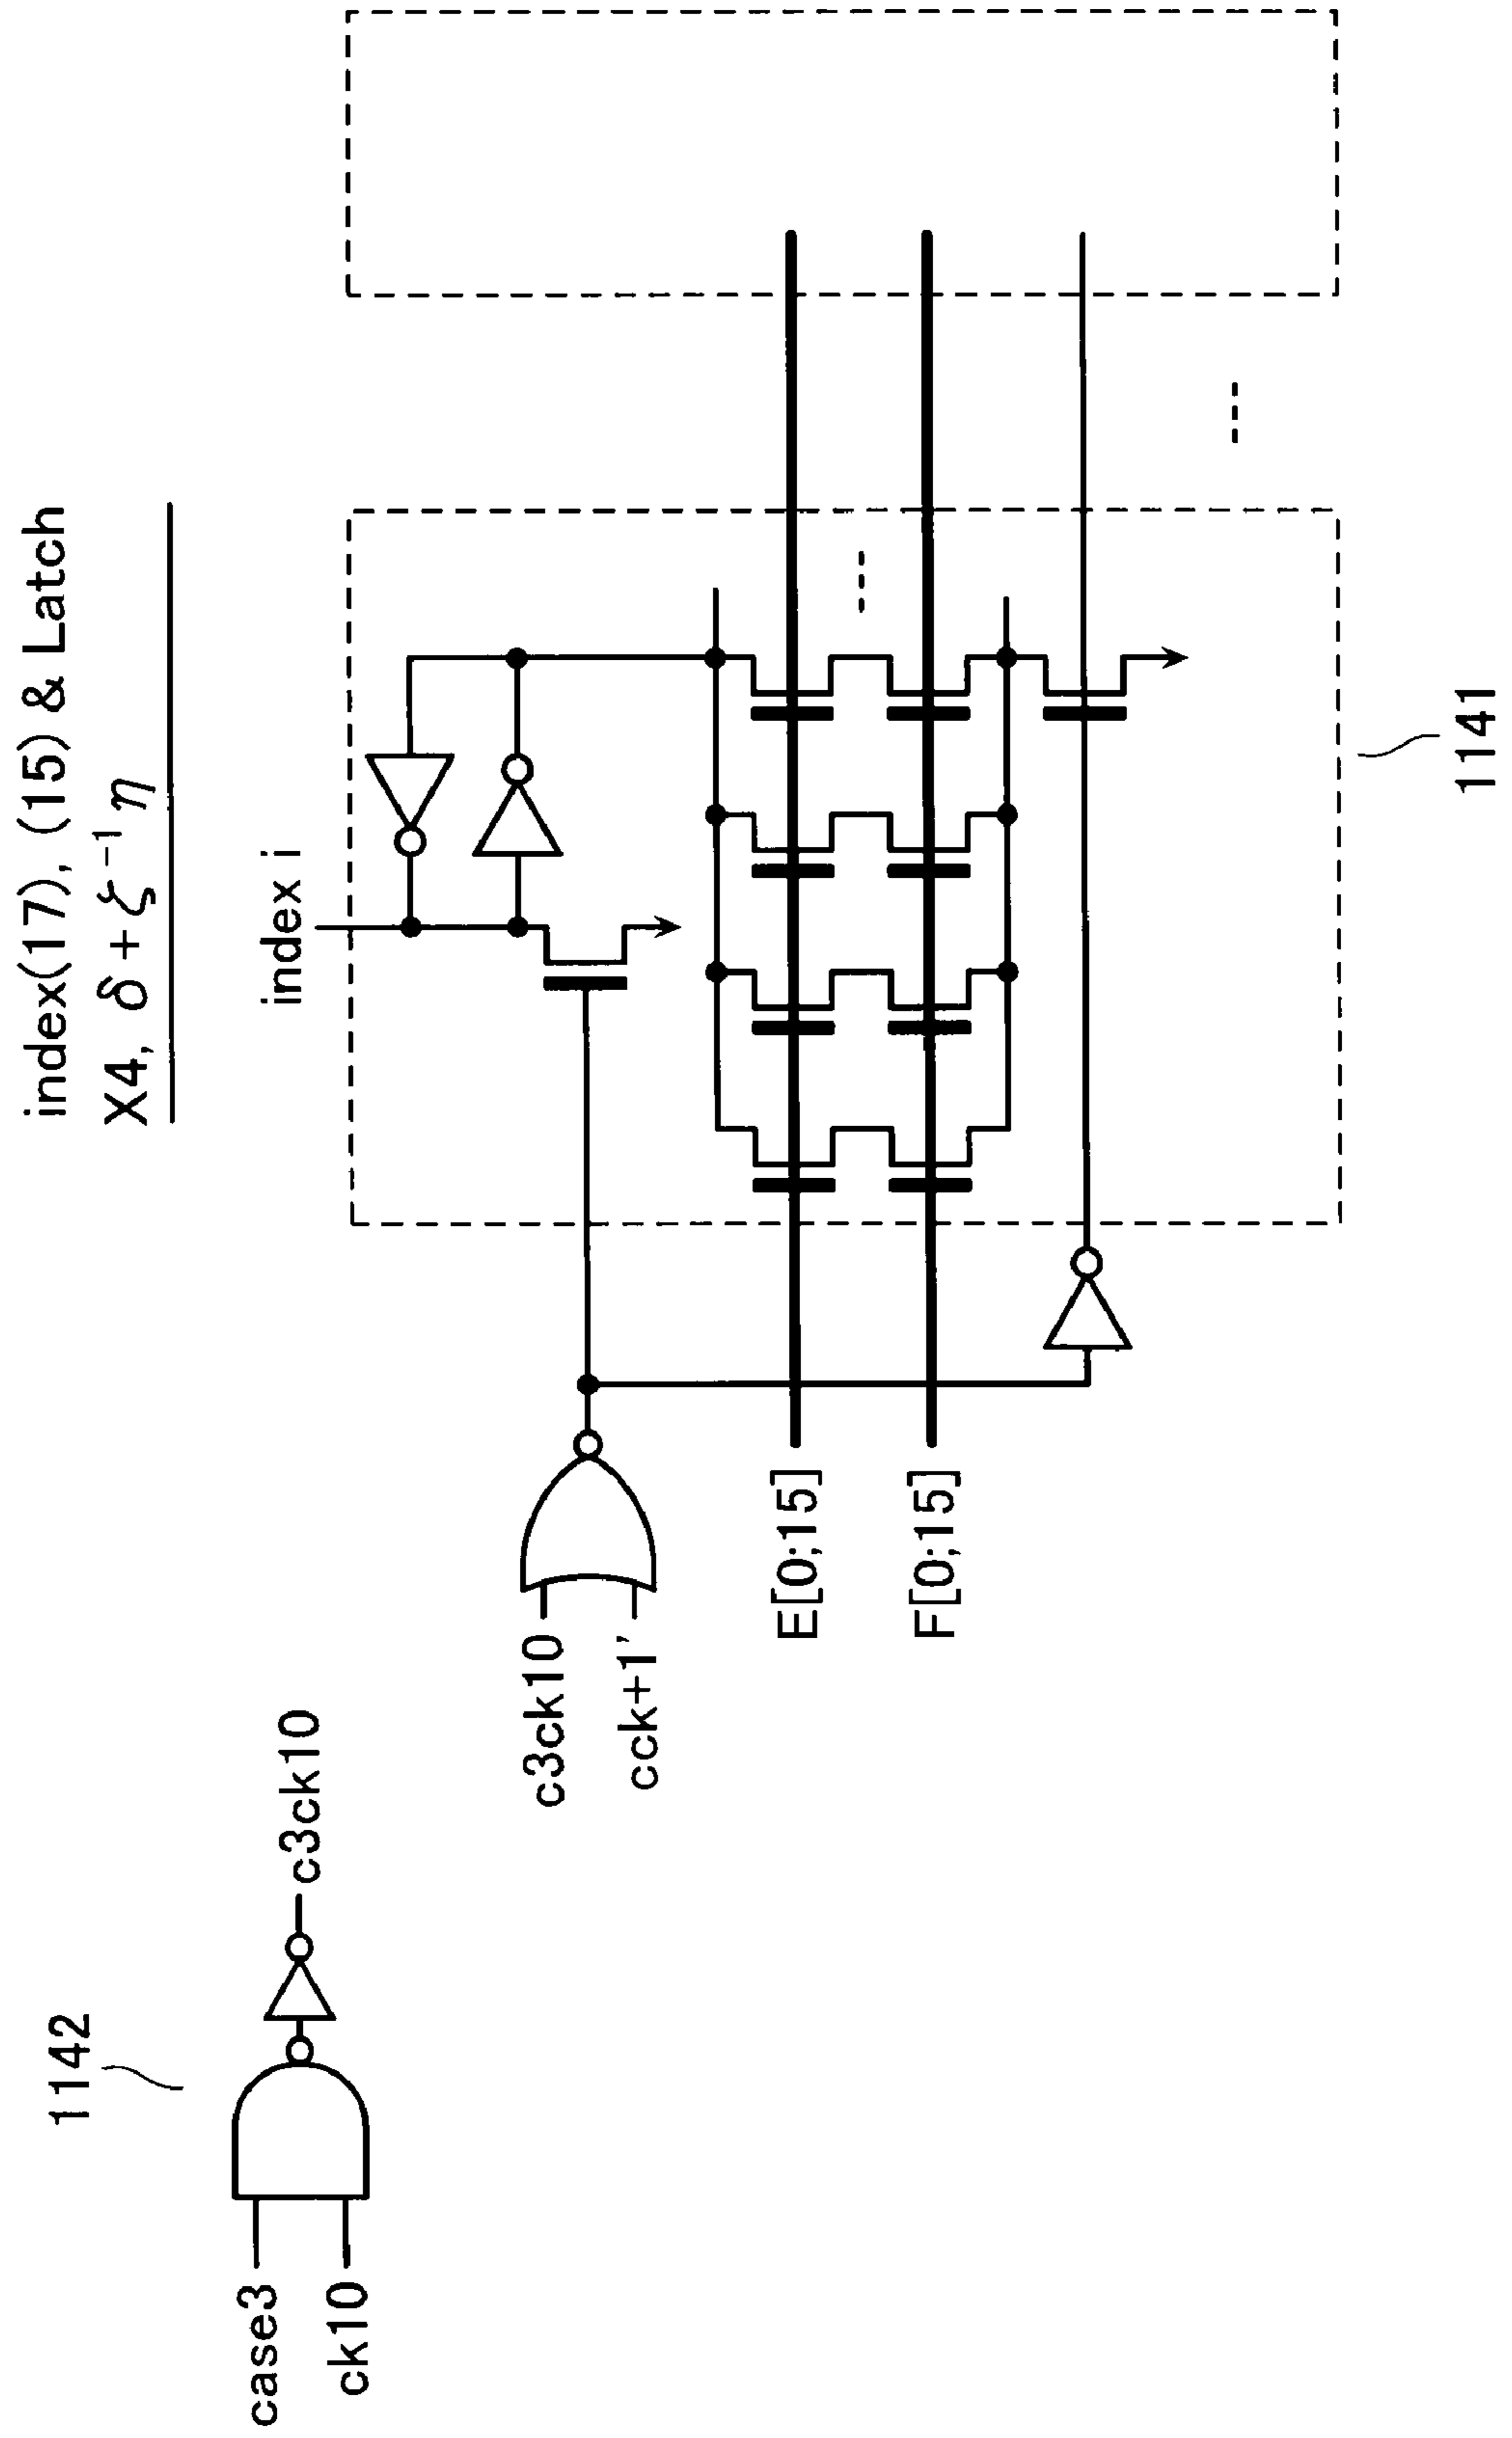 index(17), (15) & Latch
X4, δ+ζ⁻¹η
index i
1142
case3
ck10
c3ck10
c3ck10
cck+1'
E[0;15]
F[0;15]
1141